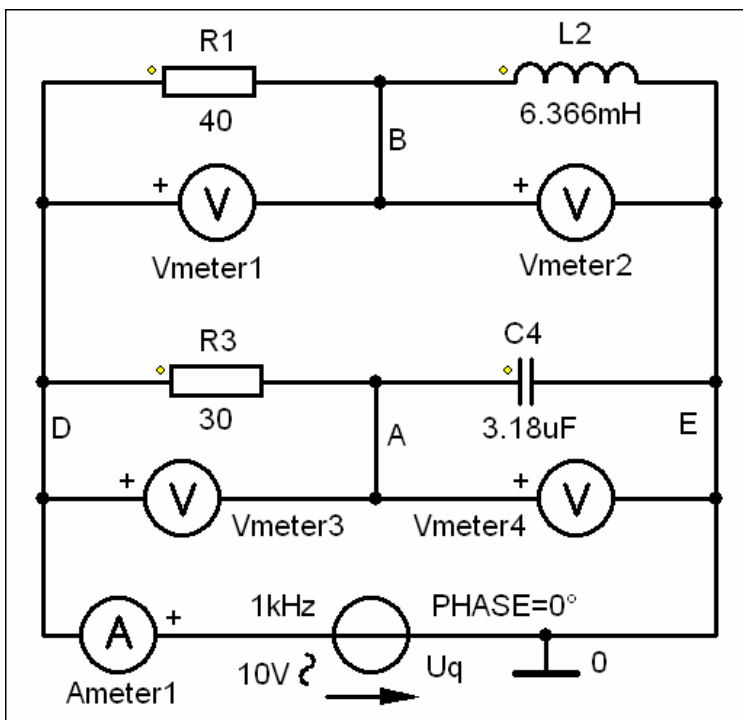 R1
L2
40
6.366mH
B
+ V
+ V
Vmeter1
Vmeter2
R3
C4
30
3.18uF
D
A
E
+ V
+ V
Vmeter3
Vmeter4
A +
1kHz
PHASE=0°
10V
Uq
0
Ameter1